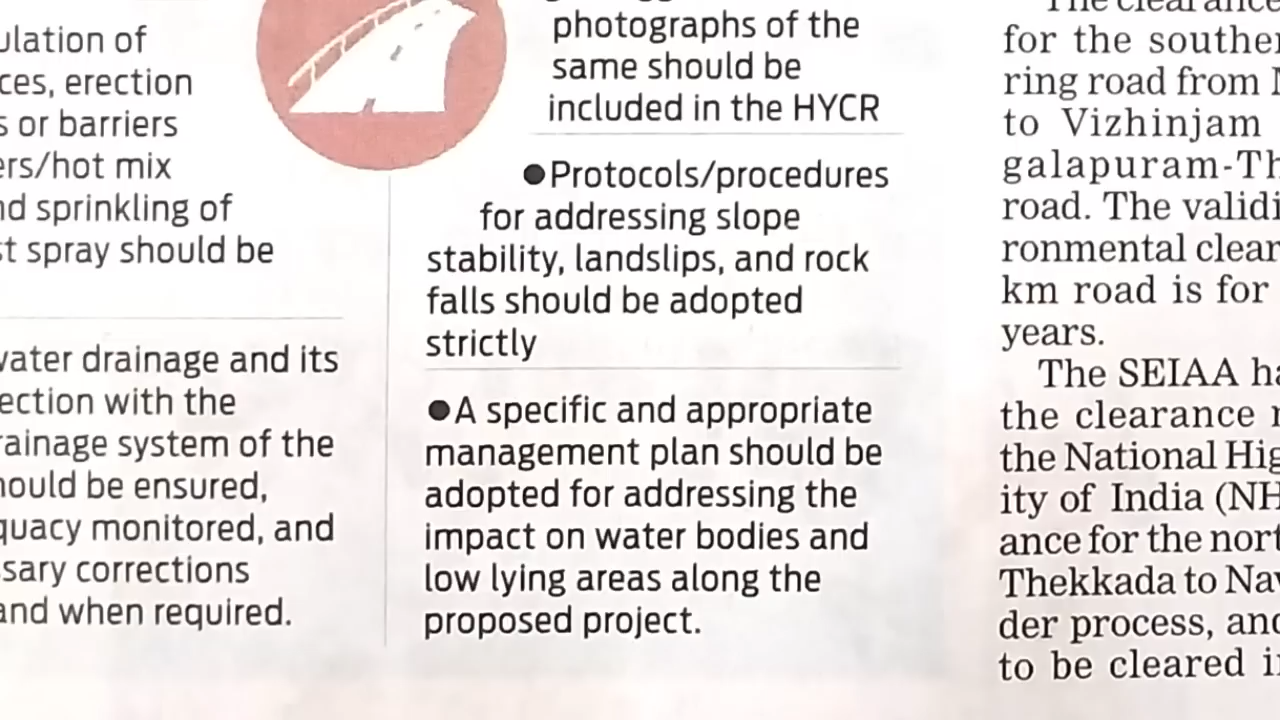 ulation of
ces, erection
s or barriers
ers/hot mix
nd sprinkling of
st spray should be
water drainage and its
ection with the
rainage system of the
hould be ensured,
quacy monitored, and
sary corrections
and when required.
photographs of the
same should be
included in the HYCR
●Protocols/procedures
for addressing slope
stability, landslips, and rock
falls should be adopted
strictly
●A specific and appropriate
management plan should be
adopted for addressing the
impact on water bodies and
low lying areas along the
proposed project.
The clearance
for the souther
ring road from
to Vizhinjam
galapuram-Th
road. The validi
ronmental clear
km road is for
years.
The SEIAA ha
the clearance
the National Hig
ity of India (NH
ance for the nort
Thekkada to Nav
der process, and
to be cleared i